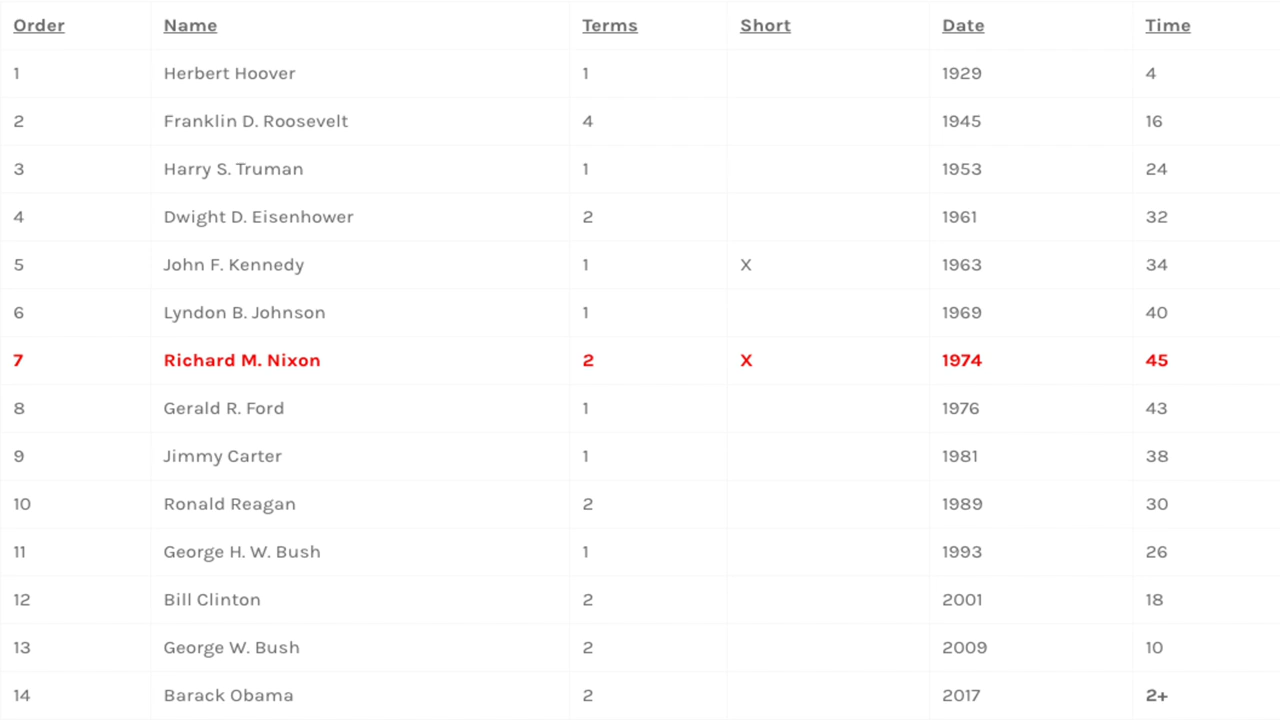 Order Name Terms Short Date Time
1 Herbert Hoover 1 1929 4
2 Franklin D. Roosevelt 4 1945 16
3 Harry S. Truman 1 1953 24
4 Dwight D. Eisenhower 2 1961 32
5 John F. Kennedy 1 X 1963 34
6 Lyndon B. Johnson 1 1969 40
7 Richard M. Nixon 2 X 1974 45
8 Gerald R. Ford 1 1976 43
9 Jimmy Carter 1 1981 38
10 Ronald Reagan 2 1989 30
11 George H. W. Bush 1 1993 26
12 Bill Clinton 2 2001 18
13 George W. Bush 2 2009 10
14 Barack Obama 2 2017 2+